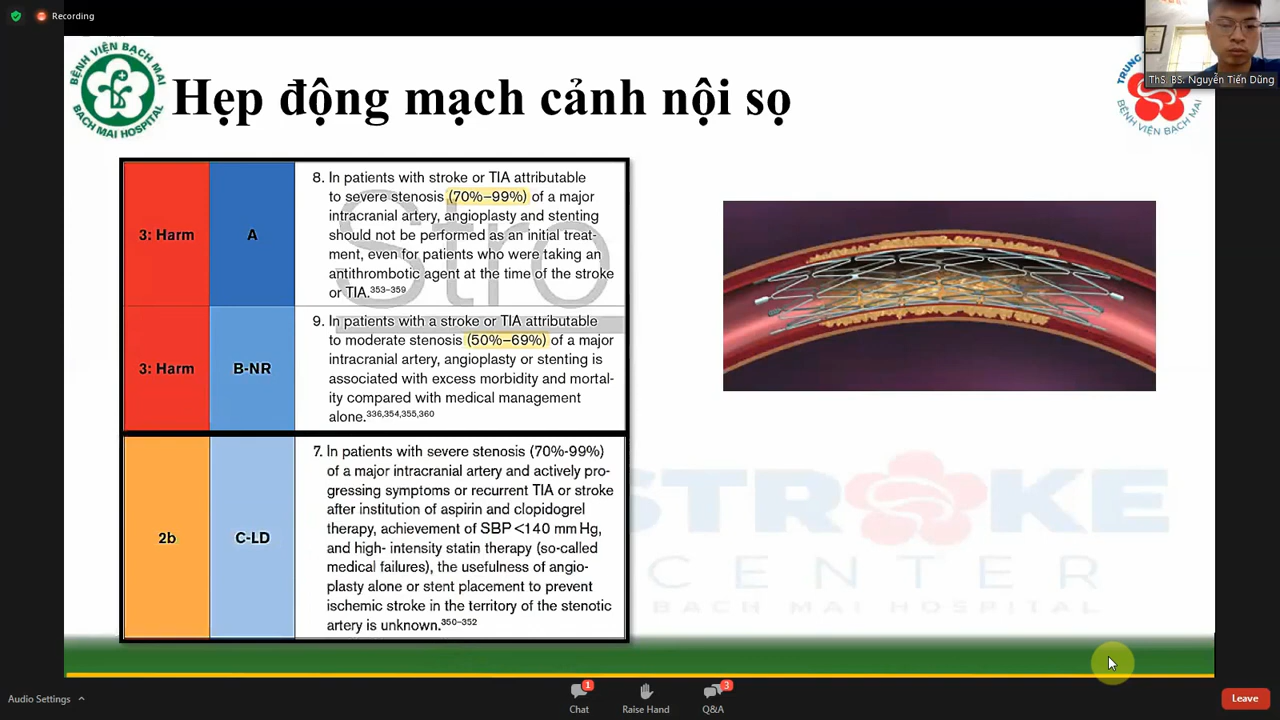 Recording
BỆNH VIỆN BẠCH MAI
BACH MAI HOSPITAL
Hẹp động mạch cảnh nội sọ
TRUNG
BỆNH VIỆN BẠCH MAI
ThS. BS. Nguyễn Tiến Dũng
3: Harm
A
8. In patients with stroke or TIA attributable
to severe stenosis (70%–99%) of a major
intracranial artery, angioplasty and stenting
should not be performed as an initial treat-
ment, even for patients who were taking an
antithrombotic agent at the time of the stroke
or TIA.353–359
Stro
3: Harm
B-NR
9. In patients with a stroke or TIA attributable
to moderate stenosis (50%–69%) of a major
intracranial artery, angioplasty or stenting is
associated with excess morbidity and mortal-
ity compared with medical management
alone.336,354,355,360
2b
C-LD
7. In patients with severe stenosis (70%-99%)
of a major intracranial artery and actively pro-
gressing symptoms or recurrent TIA or stroke
after institution of aspirin and clopidogrel
therapy, achievement of SBP <140 mm Hg,
and high- intensity statin therapy (so-called
medical failures), the usefulness of angio-
plasty alone or stent placement to prevent
ischemic stroke in the territory of the stenotic
artery is unknown.350–352
STROKE
CENTER
BACH MAI HOSPITAL
Audio Settings
1
Chat
Raise Hand
3
Q&A
Leave